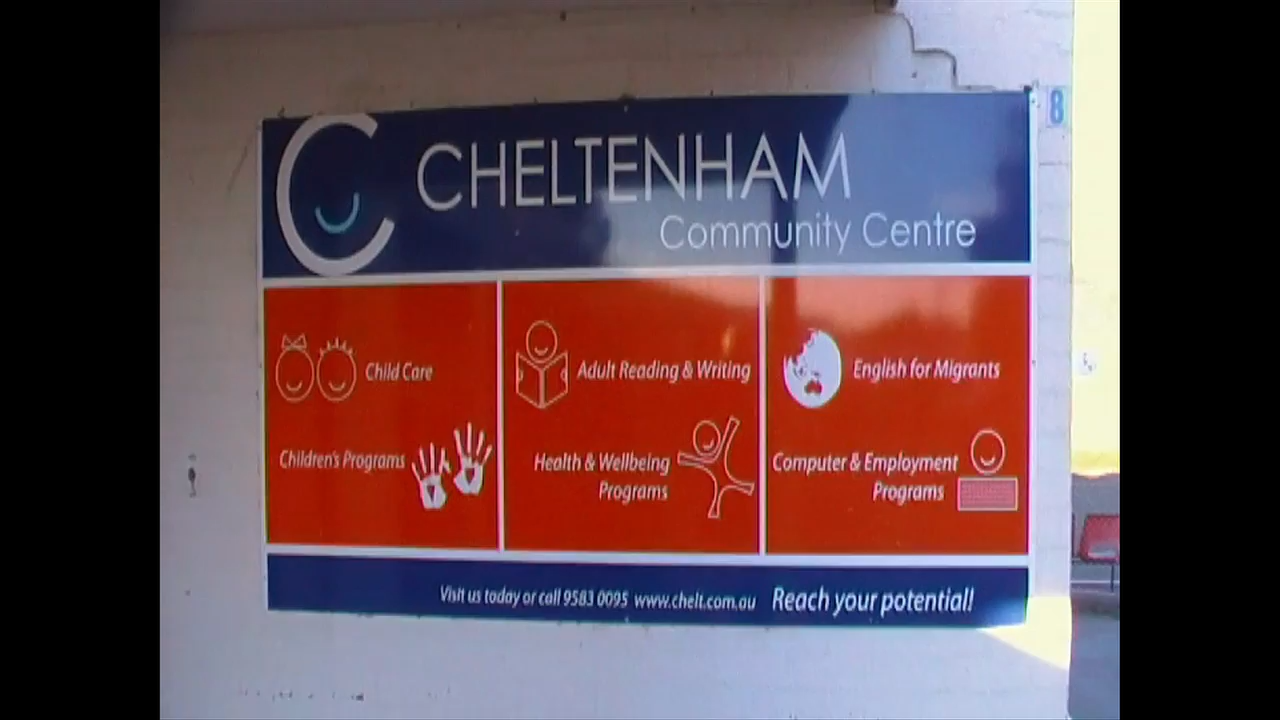 CHELTENHAM
Community Centre
8
Child Care
Children's Programs
Adult Reading & Writing
Health & Wellbeing
Programs
English for Migrants
Computer & Employment
Programs
Visit us today or call 9583 0095 www.chelt.com.au Reach your potential!